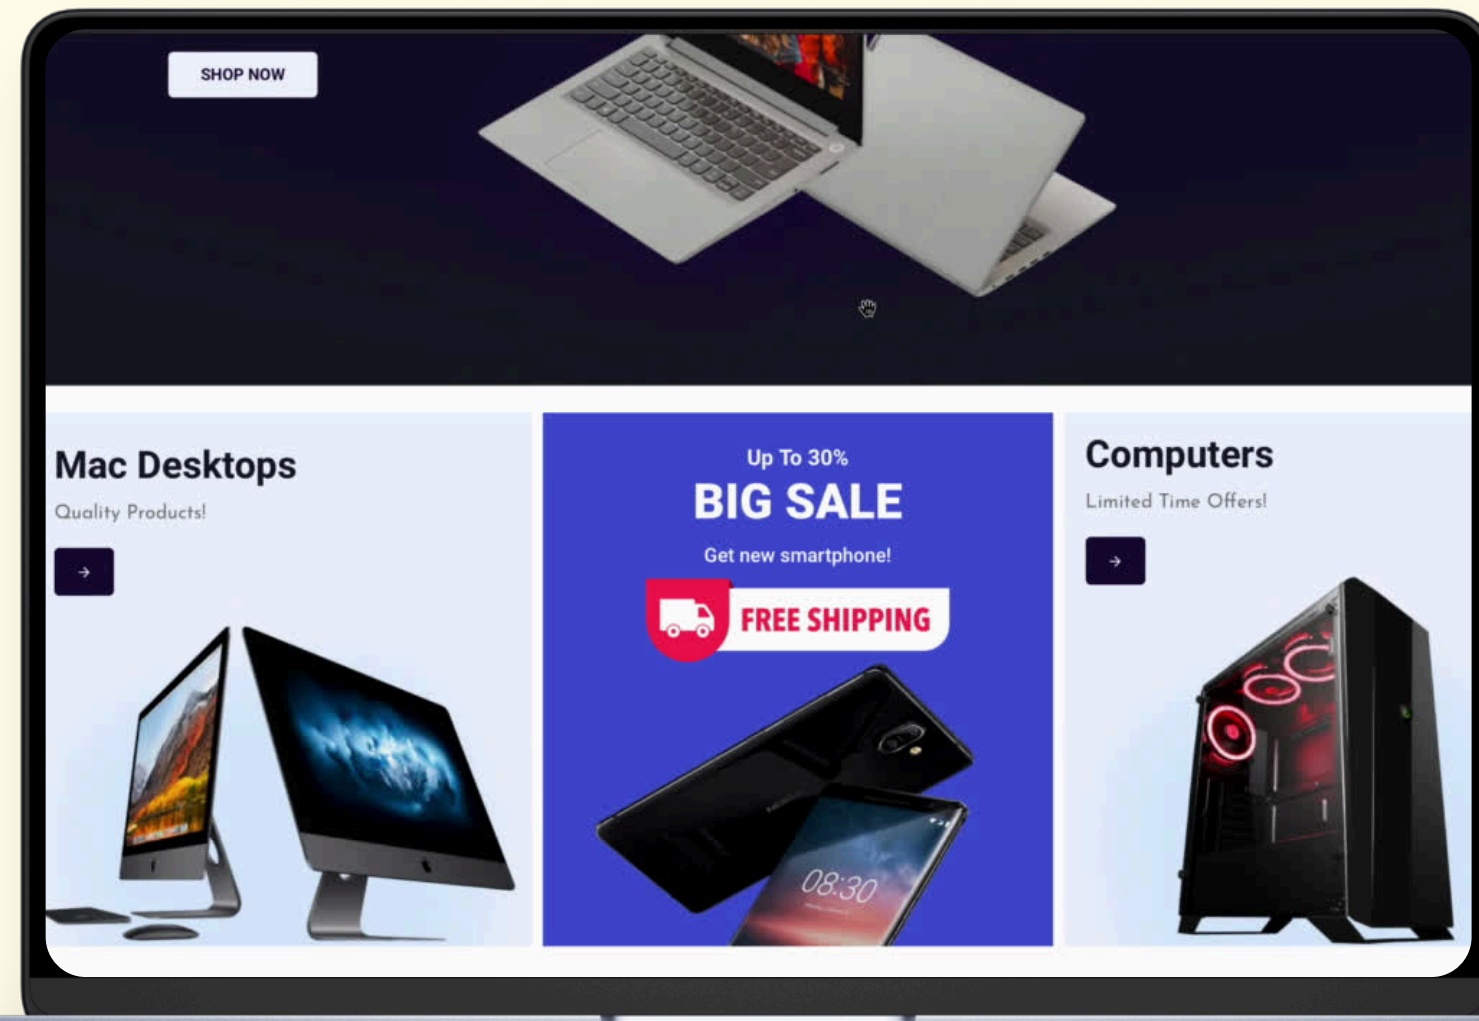 SHOP NOW
Mac Desktops
Quality Products!
→
Up To 30%
BIG SALE
Get new smartphone!
FREE SHIPPING
08:30
Computers
Limited Time Offers!
→